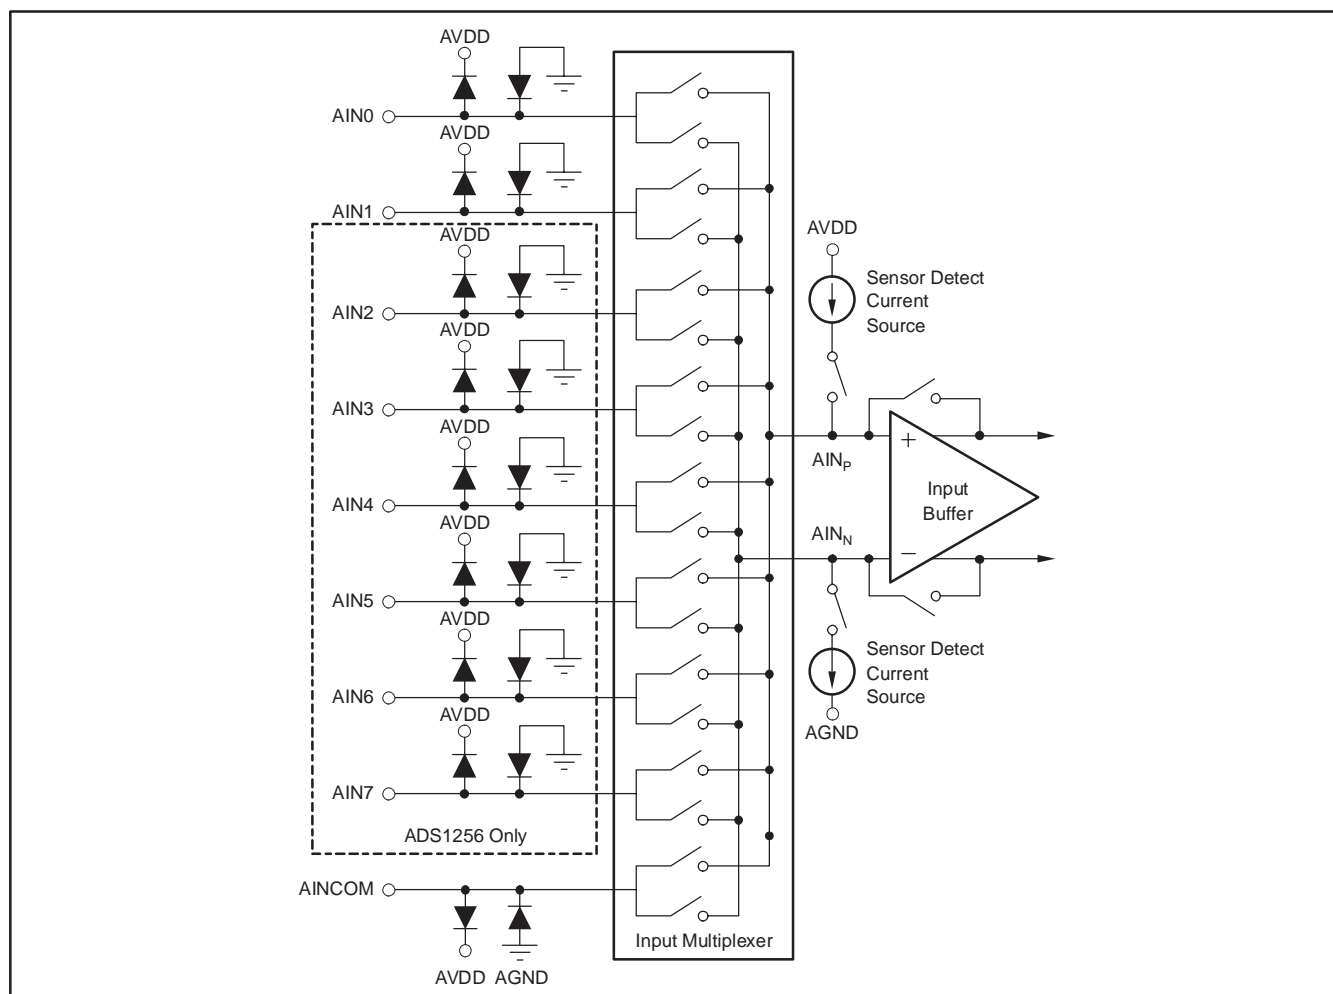 AVDD
AIN0
AVDD
AIN1
AVDD
AIN2
AVDD
AIN3
AVDD
AIN4
AVDD
AIN5
AVDD
AIN6
AVDD
AIN7
ADS1256 Only
AINCOM
AVDD AGND
Input Multiplexer
AVDD
Sensor Detect
Current
Source
AINP
+
Input
Buffer
AINN
−
Sensor Detect
Current
Source
AGND